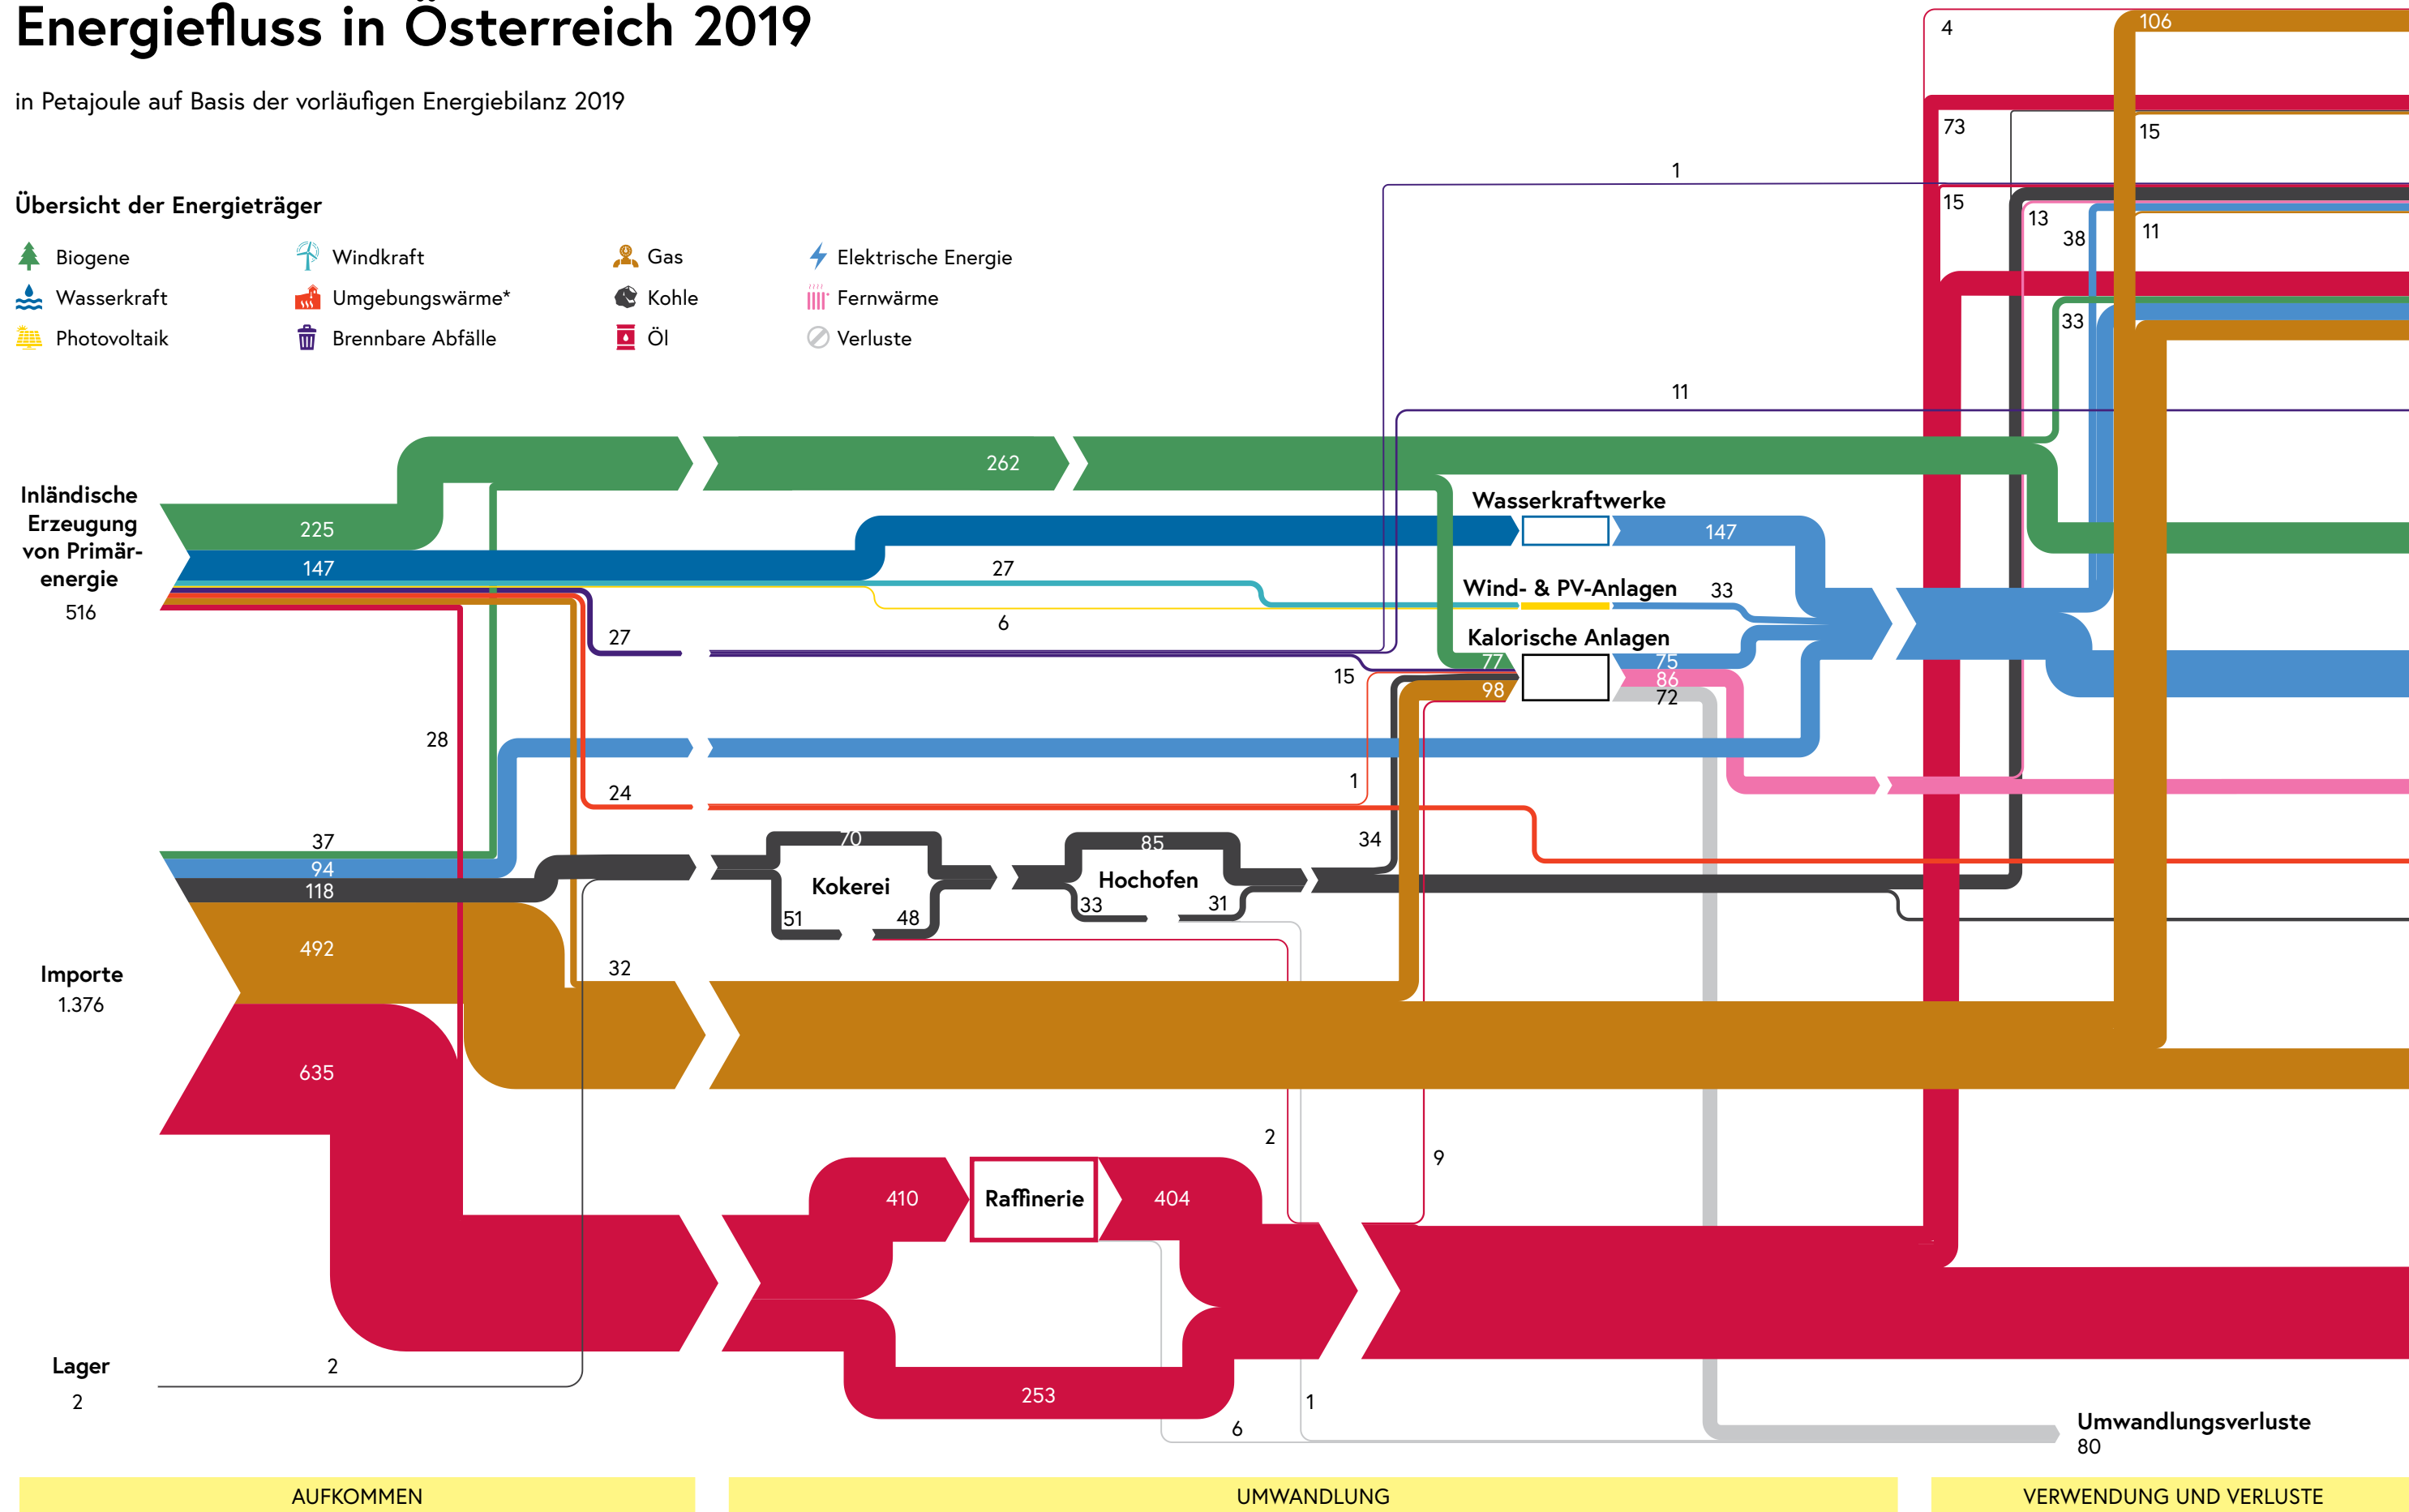 Energiefluss in Österreich 2019
in Petajoule auf Basis der vorläufigen Energiebilanz 2019
Übersicht der Energieträger
Biogene
Windkraft
Gas
Elektrische Energie
Wasserkraft
Umgebungswärme*
Kohle
Fernwärme
Photovoltaik
Brennbare Abfälle
Öl
Verluste
4
106
73
15
1
15
13
38
11
33
11
Inländische
Erzeugung
von Primär-
energie
516
225
147
262
27
6
27
28
24
Wasserkraftwerke
147
Wind- & PV-Anlagen
33
Kalorische Anlagen
77
98
75
86
72
15
1
34
37
94
118
492
635
Importe
1.376
32
70
Kokerei
51
48
85
Hochofen
33
31
2
9
410
Raffinerie
404
253
6
1
Lager
2
2
Umwandlungsverluste
80
AUFKOMMEN
UMWANDLUNG
VERWENDUNG UND VERLUSTE